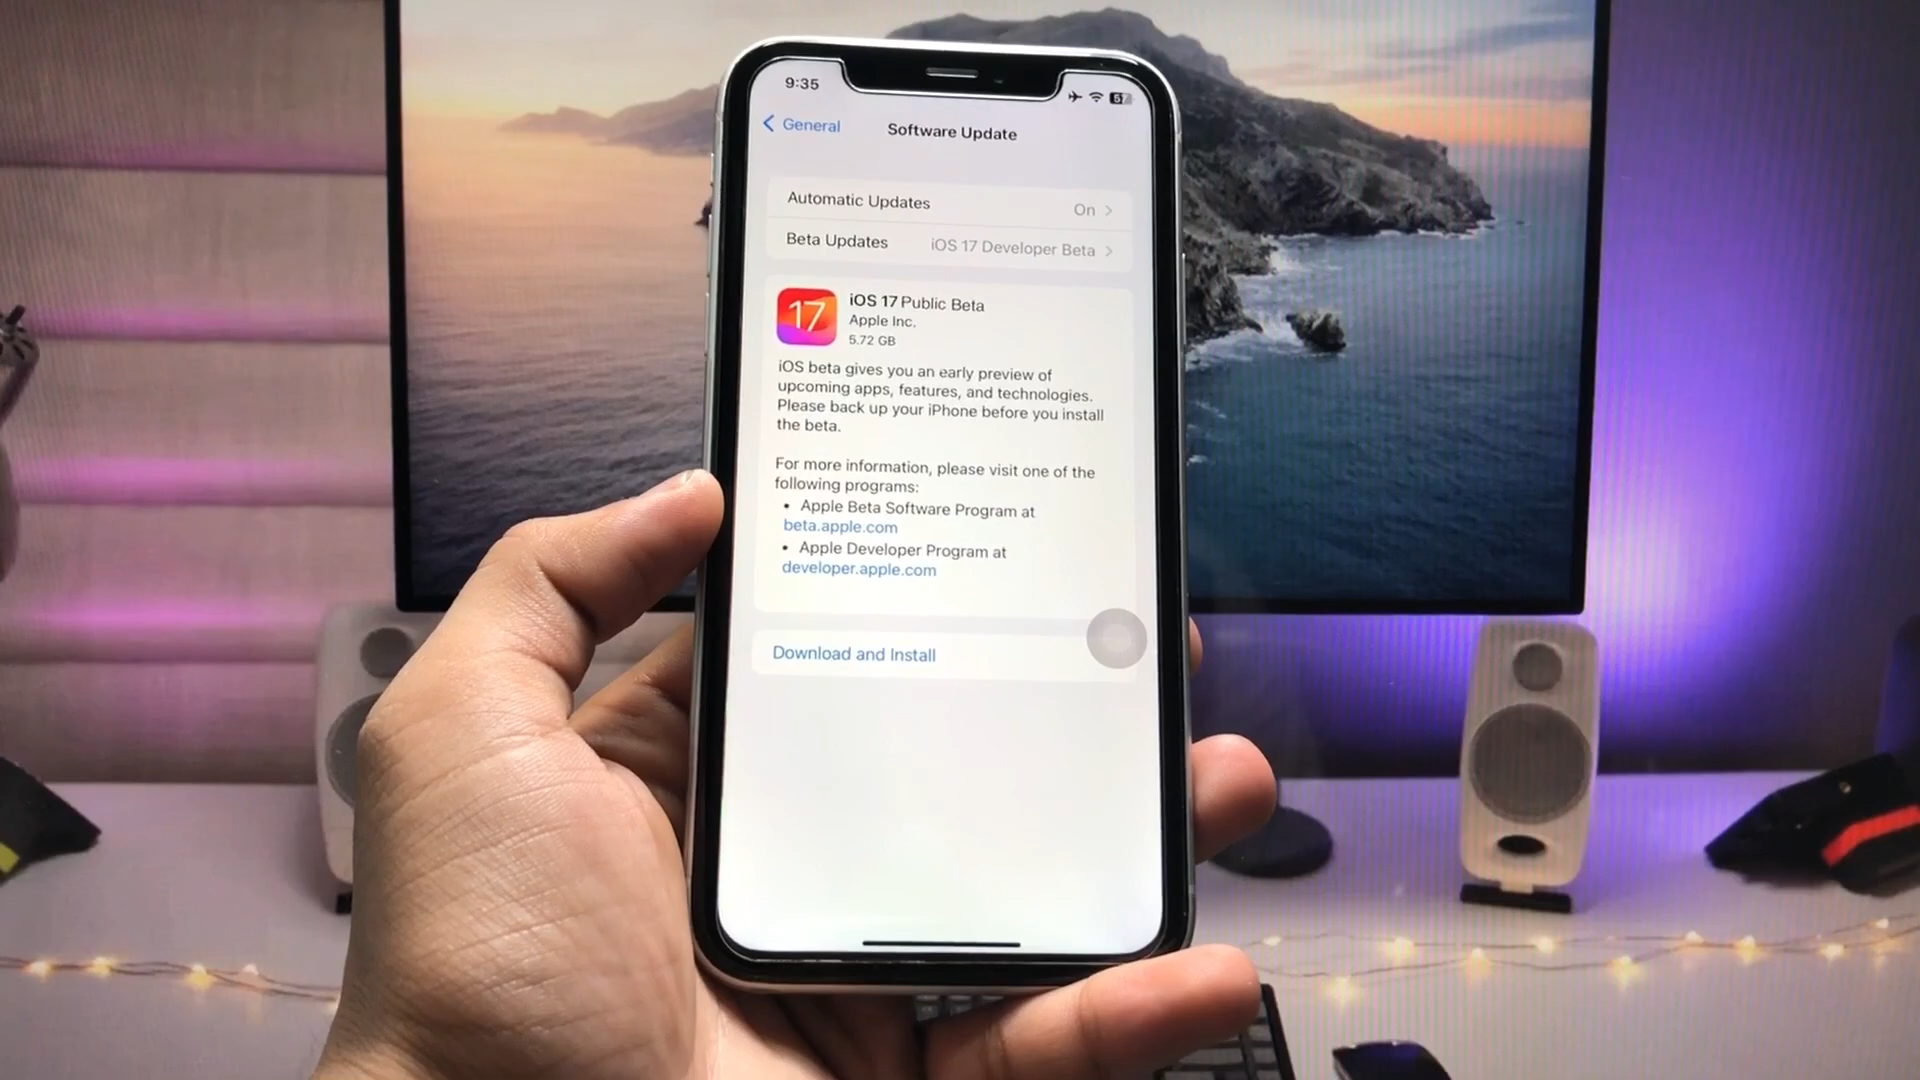 9:35
57
General
Software Update
Automatic Updates
On
Beta Updates
iOS 17 Developer Beta
17
iOS 17 Public Beta
Apple Inc.
5.72 GB
iOS beta gives you an early preview of
upcoming apps, features, and technologies.
Please back up your iPhone before you install
the beta.
For more information, please visit one of the
following programs:
• Apple Beta Software Program at
beta.apple.com
• Apple Developer Program at
developer.apple.com
Download and Install